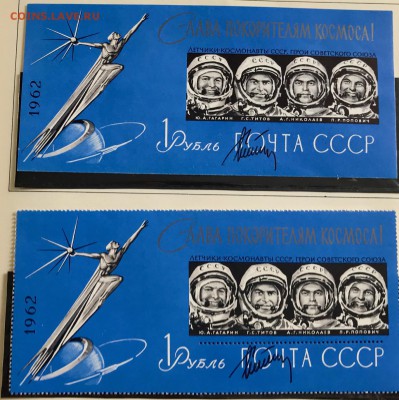 COINS.LAVE.RU
СЛАВА ПОКОРИТЕЛЯМ КОСМОСА!
ЛЕТЧИКИ-КОСМОНАВТЫ СССР, ГЕРОИ СОВЕТСКОГО СОЮЗА
СССР СССР СССР СССР
1962
Ю.А.ГАГАРИН Г.С.ТИТОВ А.Г.НИКОЛАЕВ П.Р.ПОПОВИЧ
1 РУБЛЬ ПОЧТА СССР
СЛАВА ПОКОРИТЕЛЯМ КОСМОСА!
ЛЕТЧИКИ-КОСМОНАВТЫ СССР, ГЕРОИ СОВЕТСКОГО СОЮЗА
СССР СССР СССР СССР
1962
Ю.А.ГАГАРИН Г.С.ТИТОВ А.Г.НИКОЛАЕВ П.Р.ПОПОВИЧ
1 РУБЛЬ ПОЧТА СССР